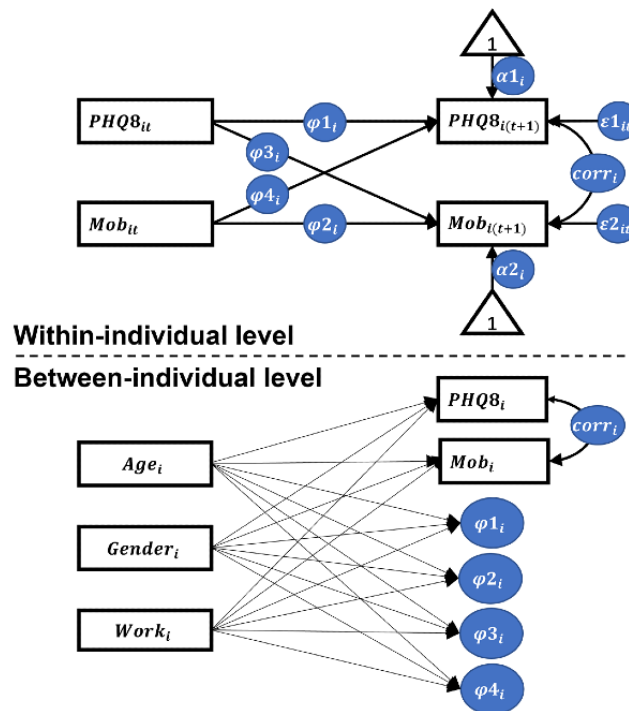 1
α1ᵢ
PHQ8ᵢₜ
φ1ᵢ
PHQ8ᵢ₍ₜ₊₁₎
ε1ᵢₜ
φ3ᵢ
corrᵢ
φ4ᵢ
Mobᵢₜ
φ2ᵢ
Mobᵢ₍ₜ₊₁₎
ε2ᵢₜ
α2ᵢ
1
Within-individual level
Between-individual level
PHQ8ᵢ
corrᵢ
Ageᵢ
Mobᵢ
φ1ᵢ
Genderᵢ
φ2ᵢ
Workᵢ
φ3ᵢ
φ4ᵢ